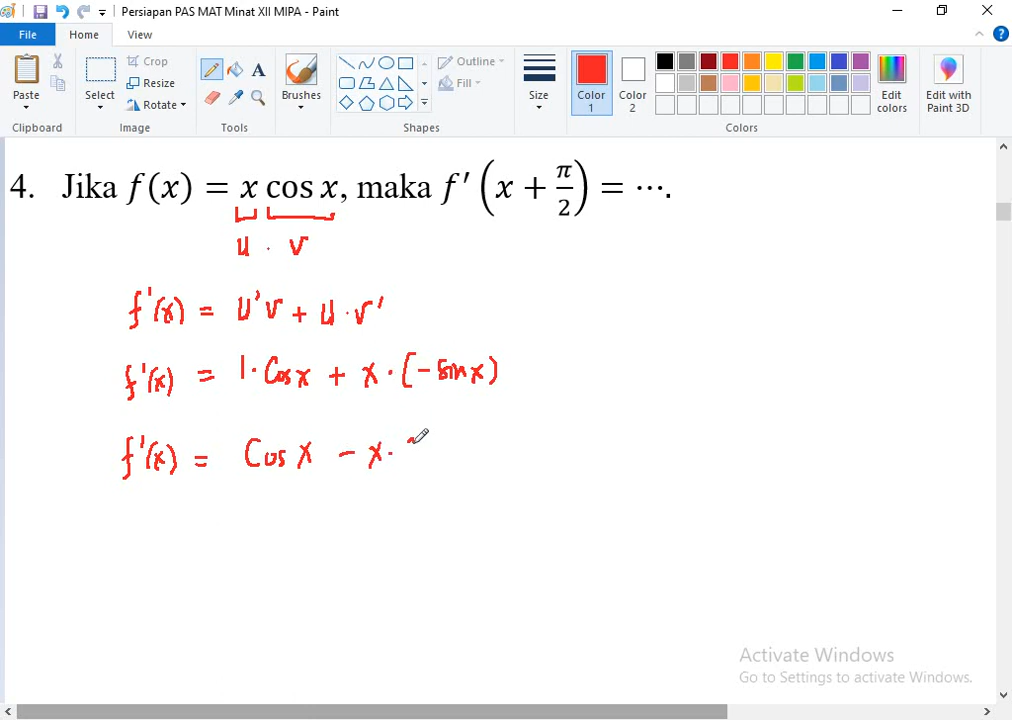 Persiapan PAS MAT Minat XII MIPA - Paint
File Home View
Paste
Clipboard
Select
Crop
Resize
Rotate
Image
A
Tools
Brushes
Outline
Fill
Shapes
Size
Color 1
Color 2
Edit colors
Edit with Paint 3D
Colors
4. Jika f(x) = x cos x, maka f′(x + π/2) = ⋯.
u · v
f'(x) = u'v + u · v'
f'(x) = 1 · Cos x + x · (- sin x)
f'(x) = Cos x - x ·
Activate Windows
Go to Settings to activate Windows.